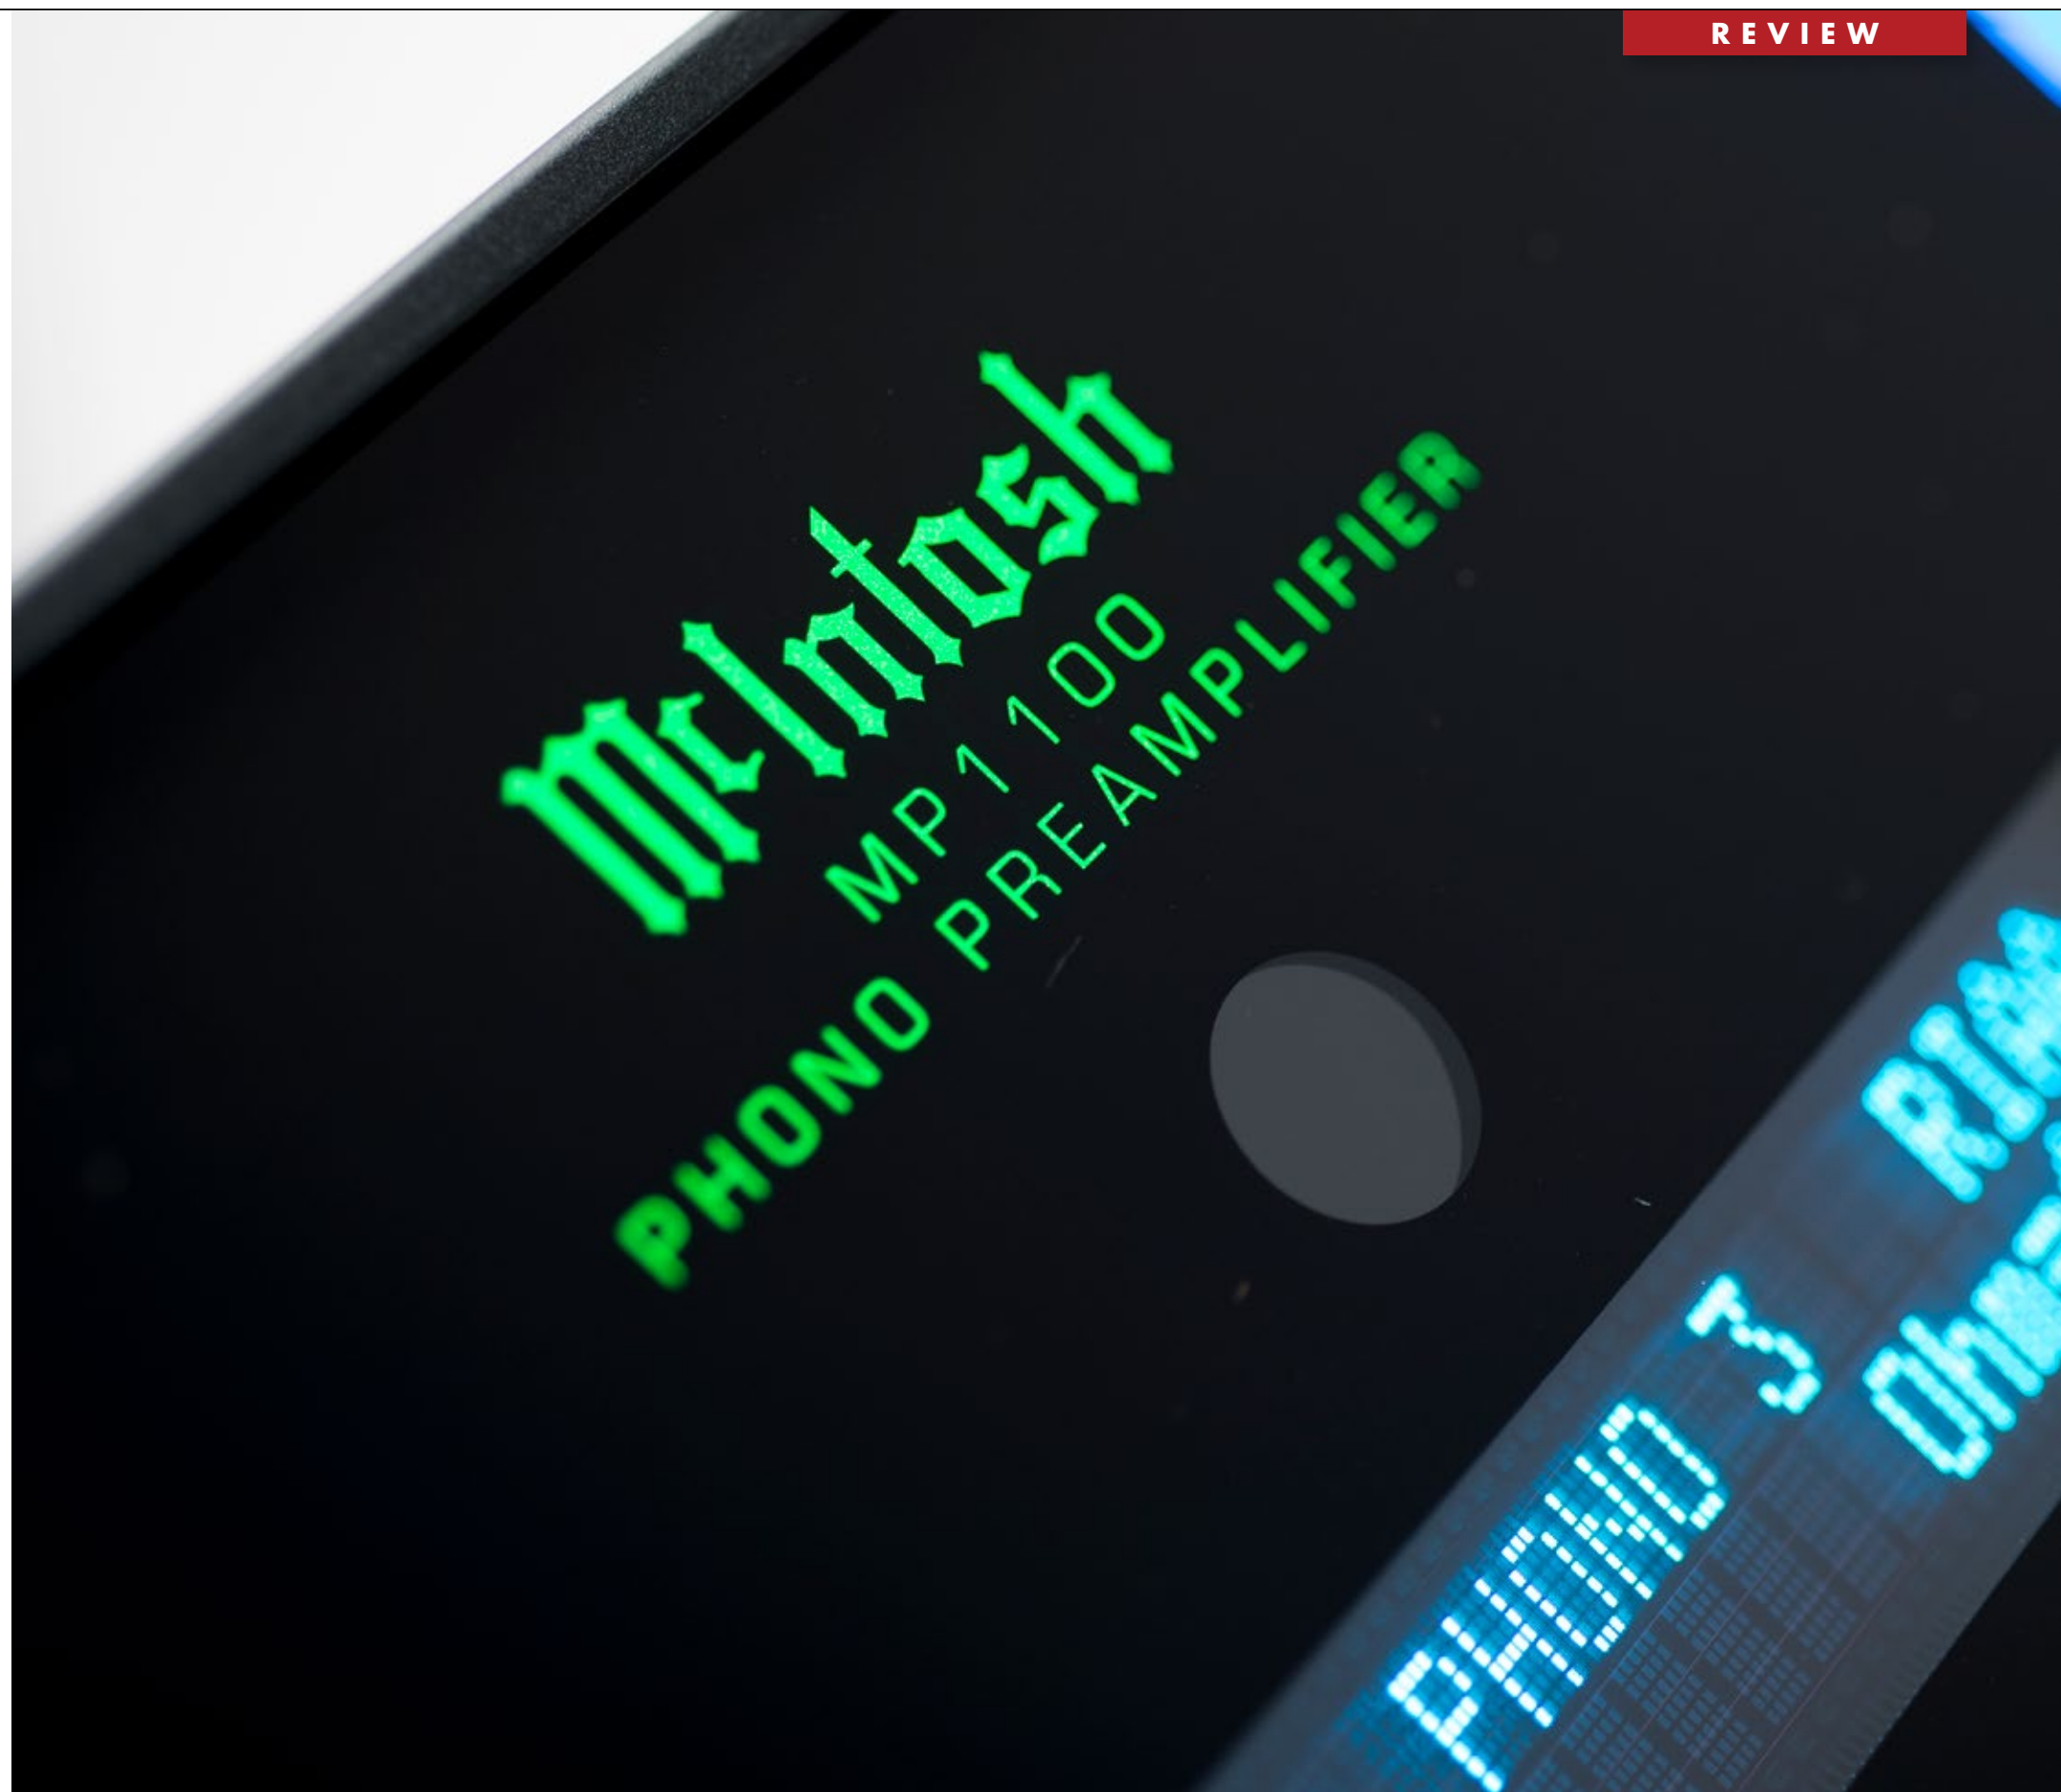 REVIEW
McIntosh
MP1100
PHONO PREAMPLIFIER
PHONO 3